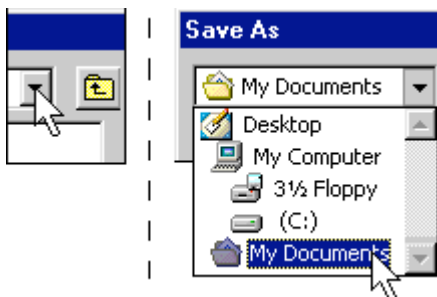 Save As
My Documents
Desktop
My Computer
3½ Floppy
(C:)
My Documents